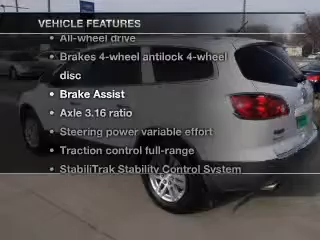 VEHICLE FEATURES
• All-wheel drive
• Brakes 4-wheel antilock 4-wheel
disc
• Brake Assist
• Axle 3.16 ratio
• Steering power variable effort
• Traction control full-range
• StabiliTrak Stability Control System